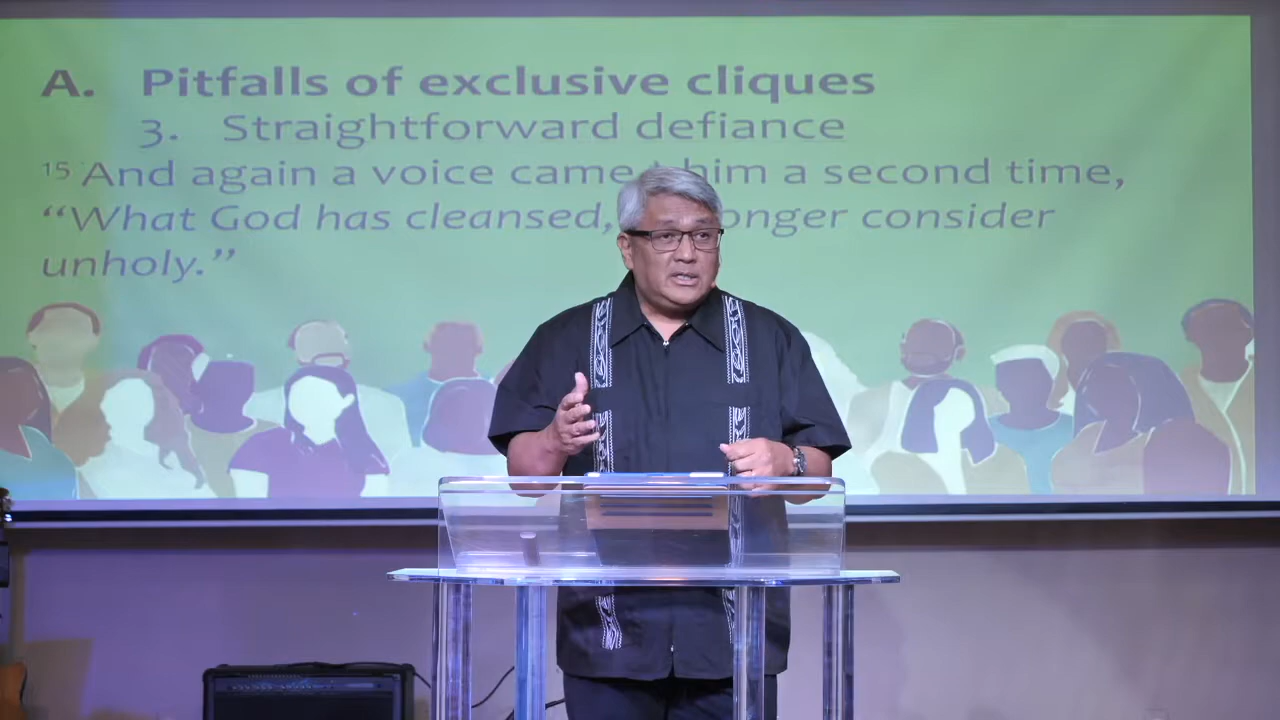 A. Pitfalls of exclusive cliques
3. Straightforward defiance
15 And again a voice came him a second time,
“What God has cleansed, longer consider
unholy.”